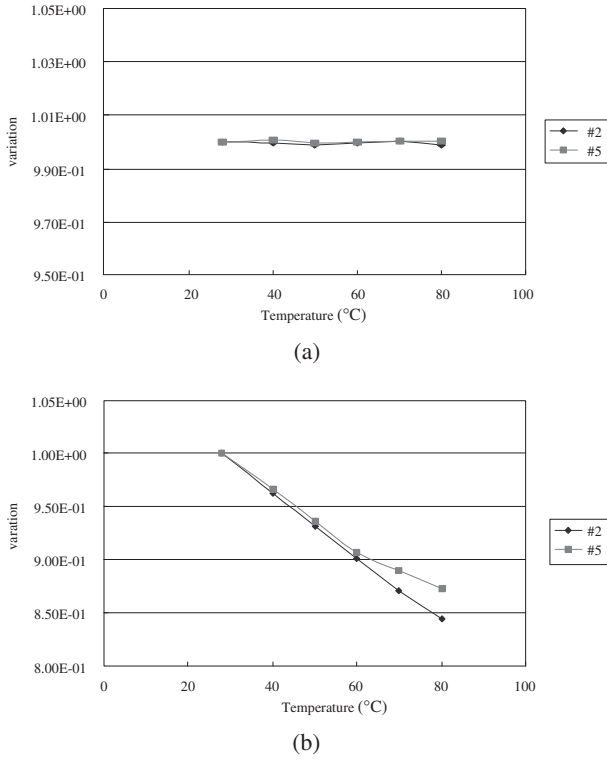 1.05E+00
1.03E+00
1.01E+00
9.90E-01
9.70E-01
9.50E-01
variation
0 20 40 60 80 100
Temperature (°C)
#2
#5
(a)
1.05E+00
1.00E+00
9.50E-01
9.00E-01
8.50E-01
8.00E-01
varation
0 20 40 60 80 100
Temperature (°C)
#2
#5
(b)